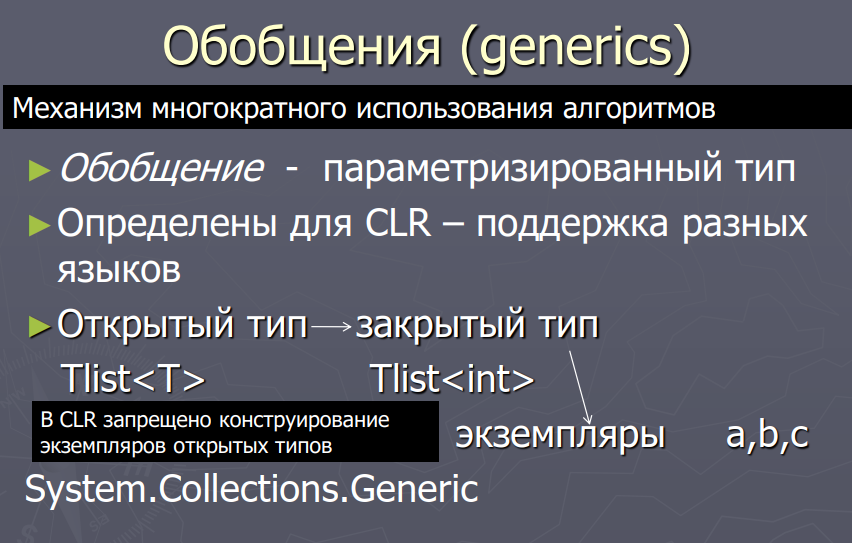 Обобщения (generics)
Механизм многократного использования алгоритмов
Обобщение - параметризированный тип
Определены для CLR – поддержка разных
языков
Открытый тип закрытый тип
Tlist<T> Tlist<int>
В CLR запрещено конструирование
экземпляров открытых типов
экземпляры a,b,c
System.Collections.Generic